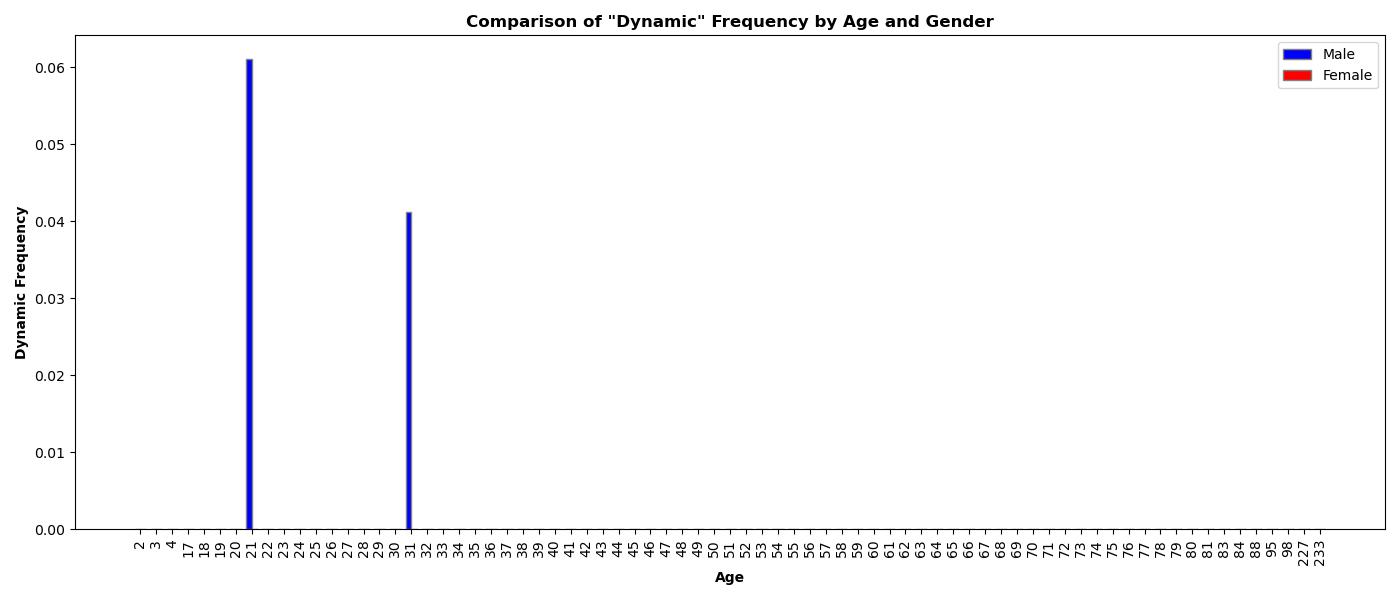 Comparison of "Dynamic" Frequency by Age and Gender
Male
Female
Dynamic Frequency
0.06
0.05
0.04
0.03
0.02
0.01
0.00
2 3 4 17 18 19 20 21 22 23 24 25 26 27 28 29 30 31 32 33 34 35 36 37 38 39 40 41 42 43 44 45 46 47 48 49 50 51 52 53 54 55 56 57 58 59 60 61 62 63 64 65 66 67 68 69 70 71 72 73 74 75 76 77 78 79 80 81 83 84 88 95 98 227 233
Age